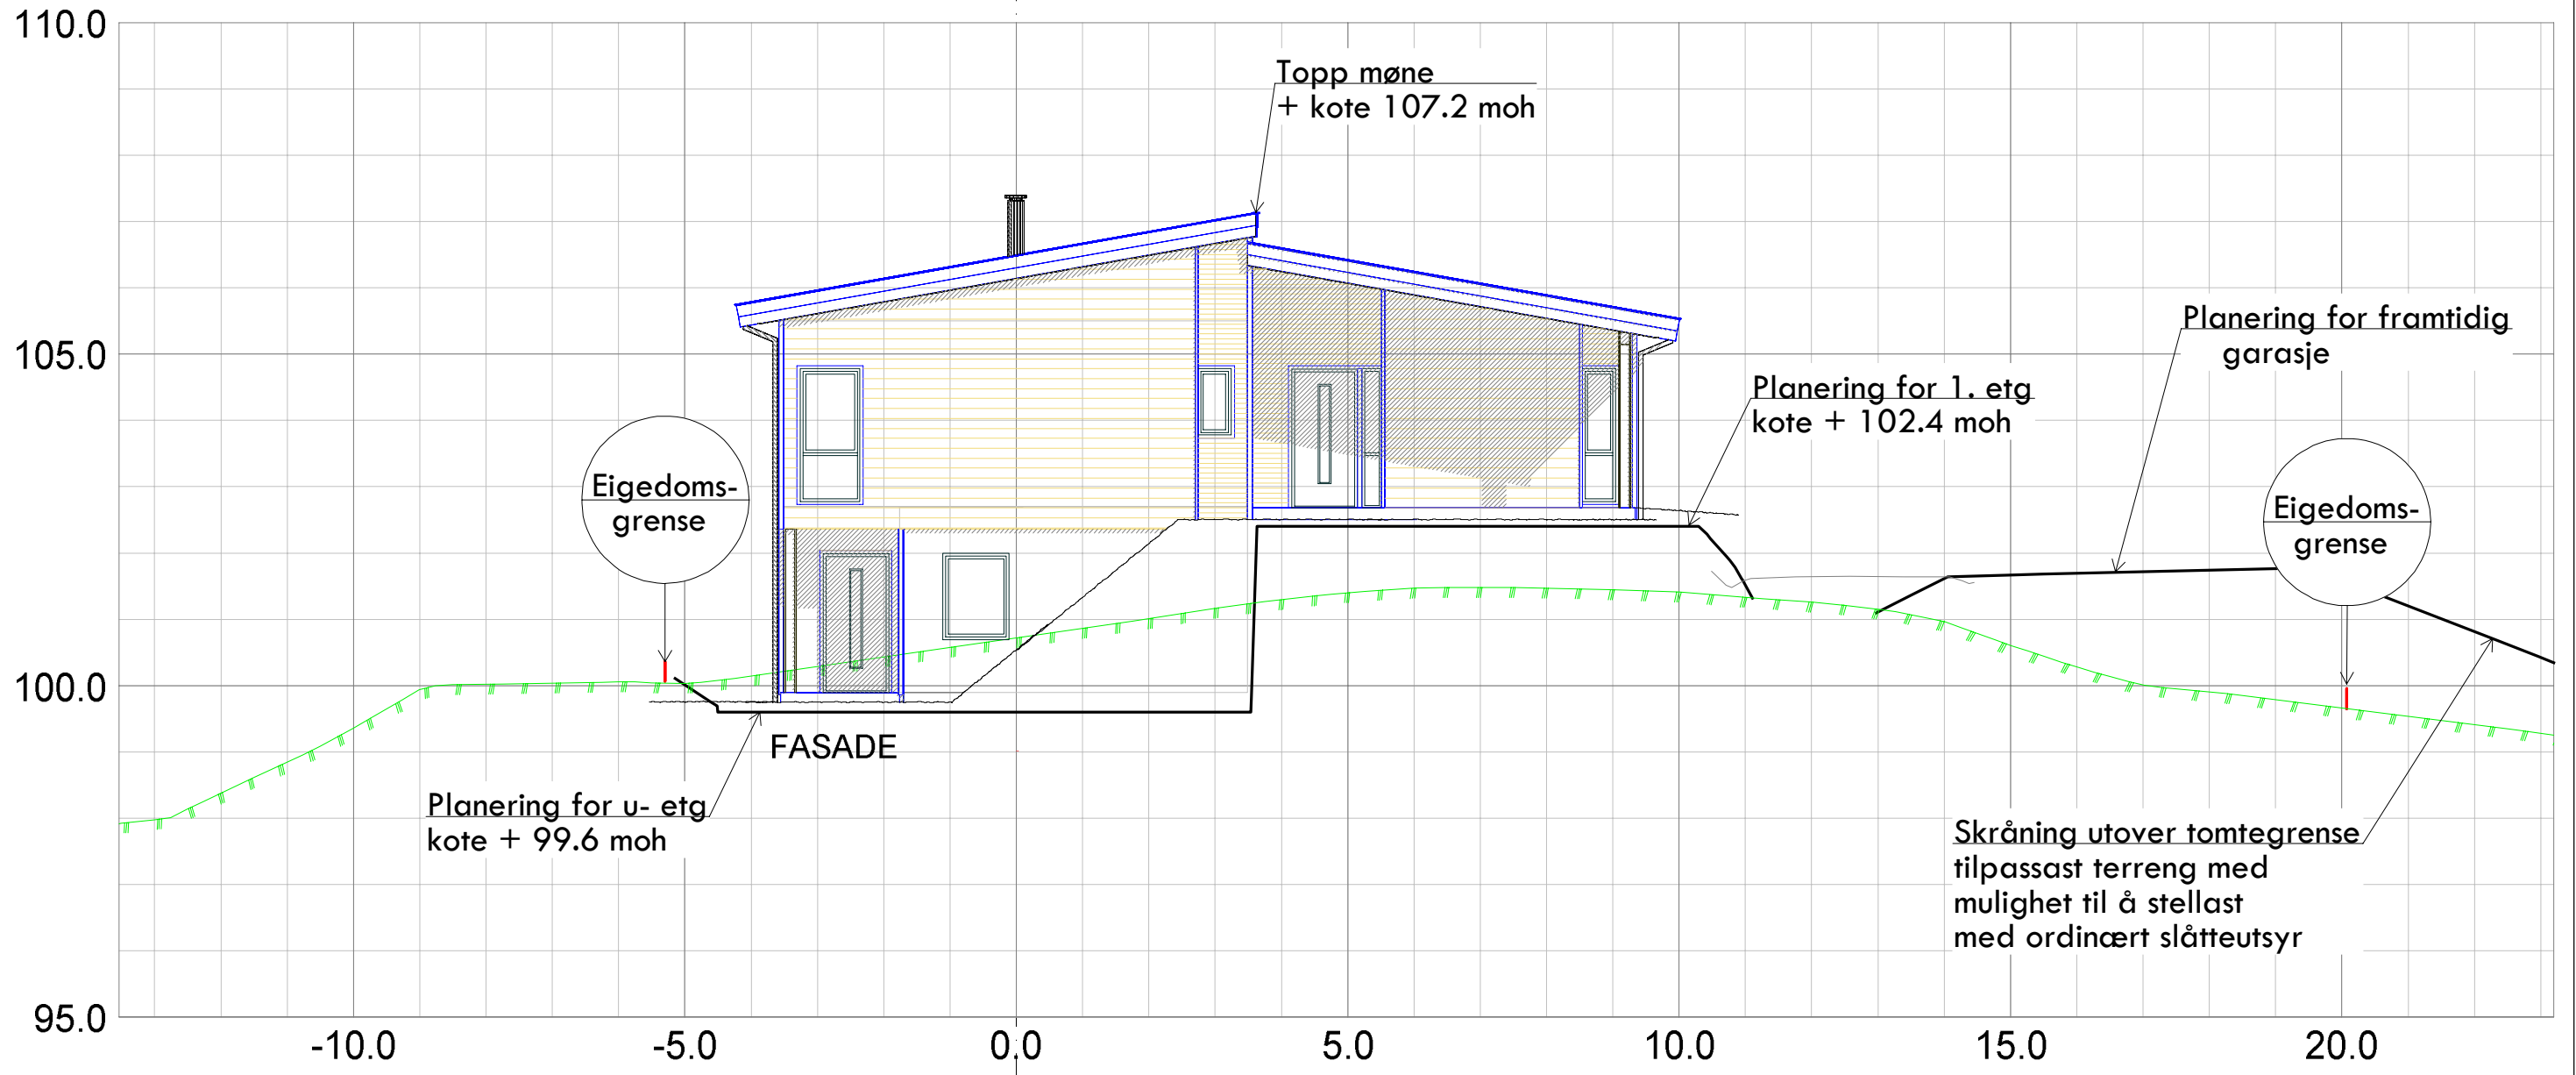 110.0
Topp møne
+ kote 107.2 moh
Planering for framtidig
garasje
105.0
Planering for 1. etg
kote + 102.4 moh
Eigedoms-
grense
Eigedoms-
grense
100.0
FASADE
Planering for u- etg
kote + 99.6 moh
Skråning utover tomtegrense
tilpassast terreng med
mulighet til å stellast
med ordinært slåtteutsyr
95.0
-10.0 -5.0 0.0 5.0 10.0 15.0 20.0